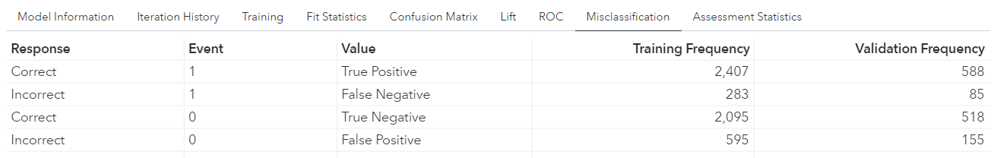 Model Information Iteration History Training Fit Statistics Confusion Matrix Lift ROC Misclassification Assessment Statistics
Response Event Value Training Frequency Validation Frequency
Correct 1 True Positive 2,407 588
Incorrect 1 False Negative 283 85
Correct 0 True Negative 2,095 518
Incorrect 0 False Positive 595 155